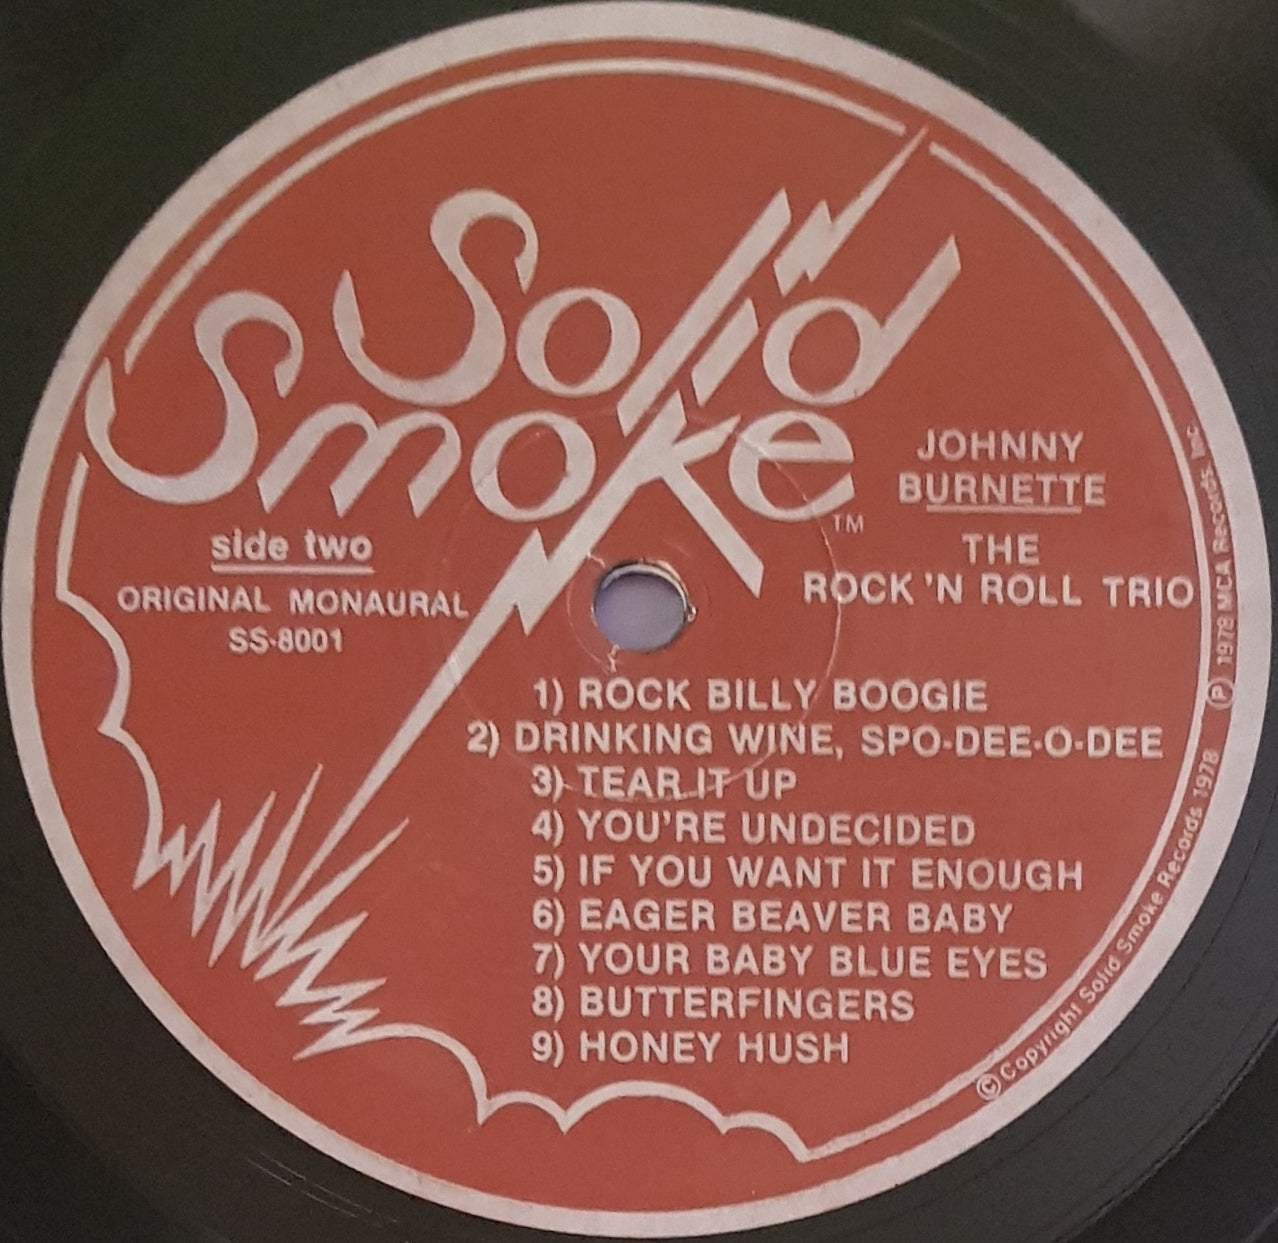 Solid
Smoke
TM
side two
ORIGINAL MONAURAL
SS-8001
JOHNNY
BURNETTE
THE
ROCK 'N ROLL TRIO
1) ROCK BILLY BOOGIE
2) DRINKING WINE, SPO-DEE-O-DEE
3) TEAR IT UP
4) YOU'RE UNDECIDED
5) IF YOU WANT IT ENOUGH
6) EAGER BEAVER BABY
7) YOUR BABY BLUE EYES
8) BUTTERFINGERS
9) HONEY HUSH
© Copyright Solid Smoke Records 1978 ℗ 1978 MCA Records, Inc.